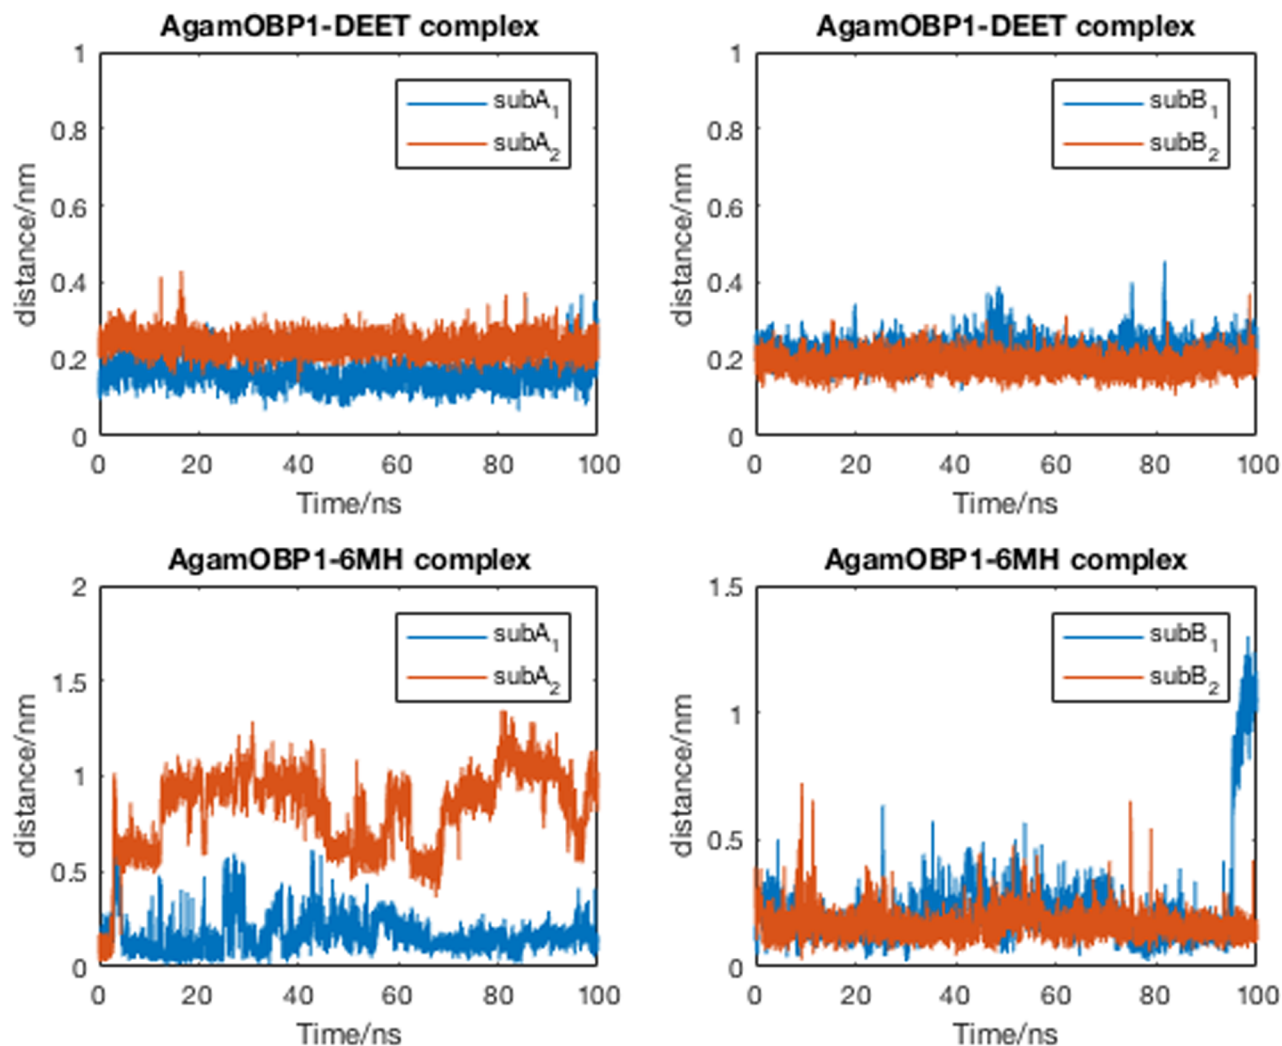 AgamOBP1-DEET complex
1
0.8
0.6
0.4
0.2
0
distance/nm
subA1
subA2
0 20 40 60 80 100
Time/ns
AgamOBP1-DEET complex
1
0.8
0.6
0.4
0.2
0
distance/nm
subB1
subB2
0 20 40 60 80 100
Time/ns
AgamOBP1-6MH complex
2
1.5
1
0.5
0
distance/nm
subA1
subA2
0 20 40 60 80 100
Time/ns
AgamOBP1-6MH complex
1.5
1
0.5
0
distance/nm
subB1
subB2
0 20 40 60 80 100
Time/ns